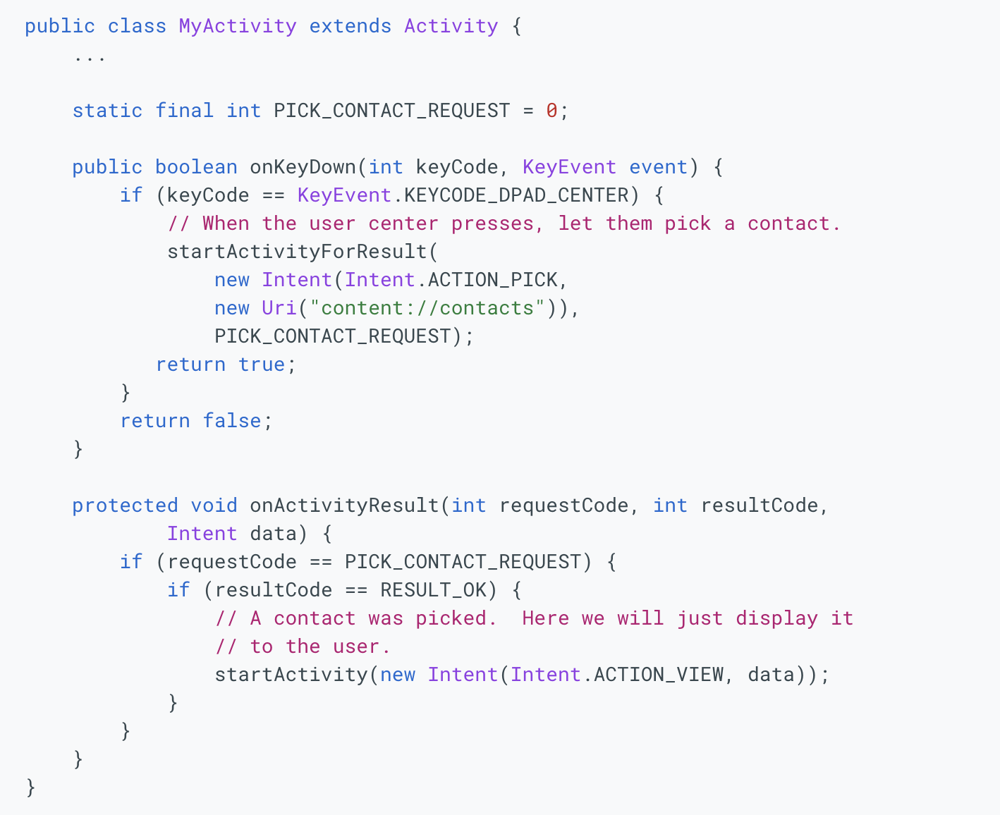 public class MyActivity extends Activity {
    ...

    static final int PICK_CONTACT_REQUEST = 0;

    public boolean onKeyDown(int keyCode, KeyEvent event) {
        if (keyCode == KeyEvent.KEYCODE_DPAD_CENTER) {
            // When the user center presses, let them pick a contact.
            startActivityForResult(
                new Intent(Intent.ACTION_PICK,
                new Uri("content://contacts")),
                PICK_CONTACT_REQUEST);
           return true;
        }
        return false;
    }

    protected void onActivityResult(int requestCode, int resultCode,
            Intent data) {
        if (requestCode == PICK_CONTACT_REQUEST) {
            if (resultCode == RESULT_OK) {
                // A contact was picked.  Here we will just display it
                // to the user.
                startActivity(new Intent(Intent.ACTION_VIEW, data));
            }
        }
    }
}